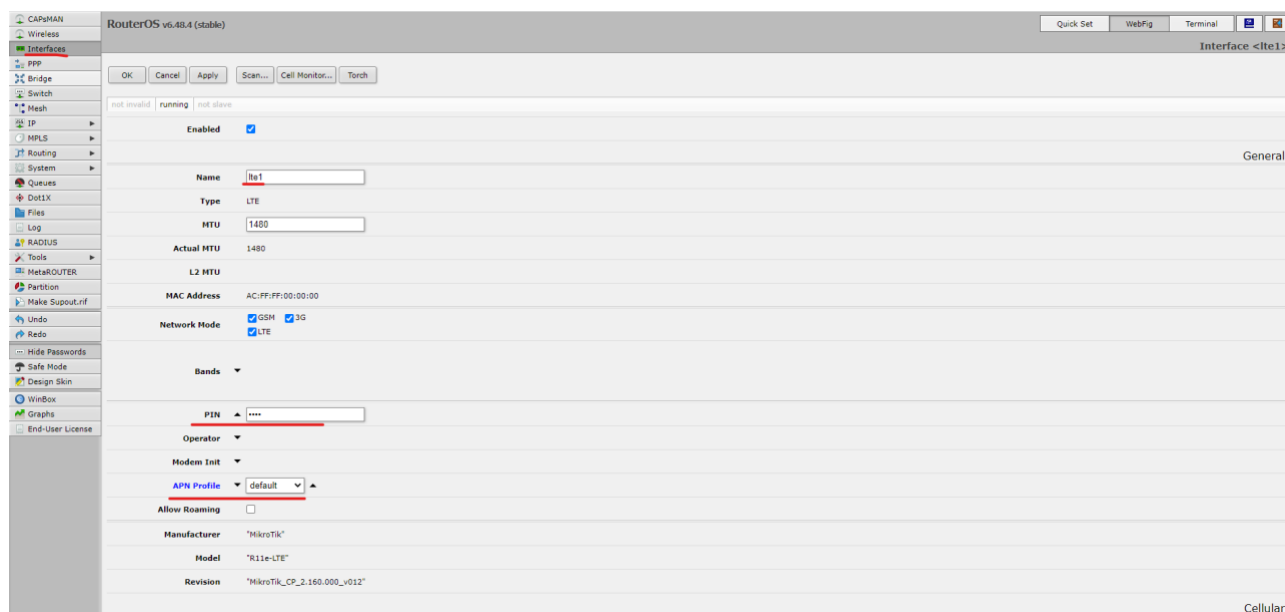 CAPsMAN
Wireless
Interfaces
PPP
Bridge
Switch
Mesh
IP
MPLS
Routing
System
Queues
Dot1X
Files
Log
RADIUS
Tools
MetaROUTER
Partition
Make Supout.rif
Undo
Redo
Hide Passwords
Safe Mode
Design Skin
WinBox
Graphs
End-User License
RouterOS v6.48.4 (stable)
Quick Set WebFig Terminal
Interface <lte1>
OK Cancel Apply Scan... Cell Monitor... Torch
not invalid running not slave
Enabled
General
Name lte1
Type LTE
MTU 1480
Actual MTU 1480
L2 MTU
MAC Address AC:FF:FF:00:00:00
Network Mode GSM 3G
LTE
Bands
PIN ••••
Operator
Modem Init
APN Profile default
Allow Roaming
Manufacturer "MikroTik"
Model "R11e-LTE"
Revision "MikroTik_CP_2.160.000_v012"
Cellular